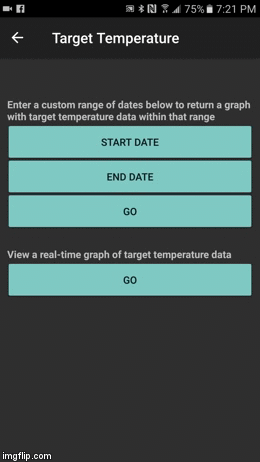 75% 7:21 PM
Target Temperature
Enter a custom range of dates below to return a graph
with target temperature data within that range
START DATE
END DATE
GO
View a real-time graph of target temperature data
GO
imgflip.com